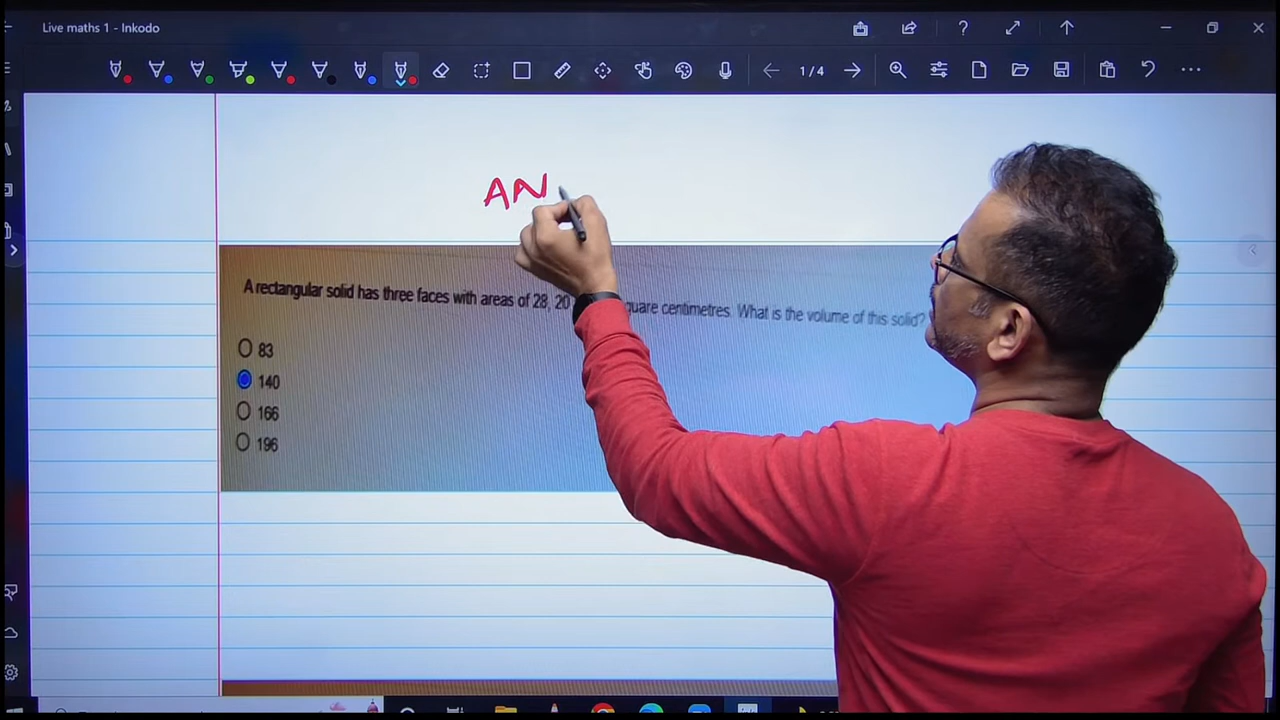 Live maths 1 - Inkodo
1/4
AN
A rectangular solid has three faces with areas of 28, 20 square centimetres. What is the volume of this solid?
83
140
166
196